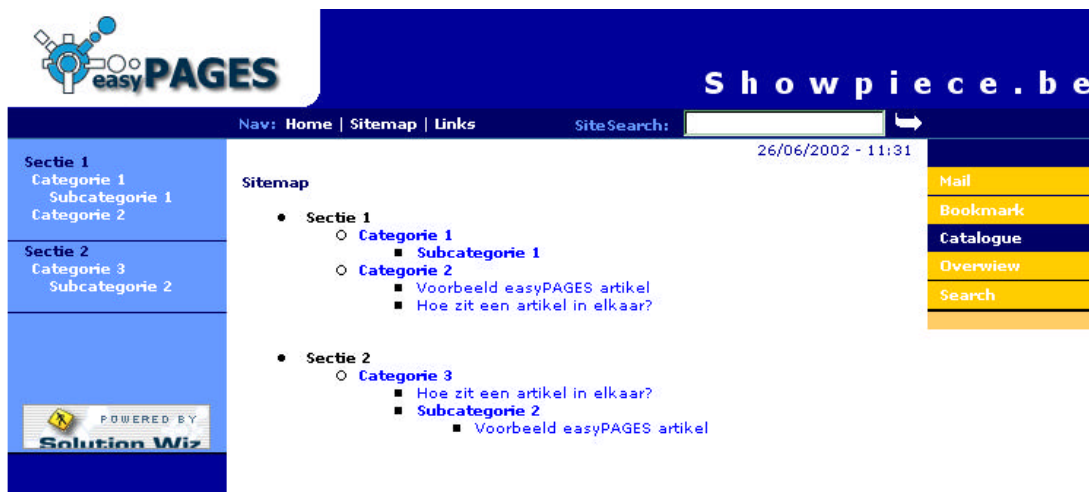 easyPAGES
Showpiece.be
Nav: Home | Sitemap | Links SiteSearch:
26/06/2002 - 11:31
Sectie 1
Categorie 1
Subcategorie 1
Categorie 2
Sectie 2
Categorie 3
Subcategorie 2
POWERED BY
Solution Wiz
Sitemap
Sectie 1
Categorie 1
Subcategorie 1
Categorie 2
Voorbeeld easyPAGES artikel
Hoe zit een artikel in elkaar?
Sectie 2
Categorie 3
Hoe zit een artikel in elkaar?
Subcategorie 2
Voorbeeld easyPAGES artikel
Mail
Bookmark
Catalogue
Overwiew
Search